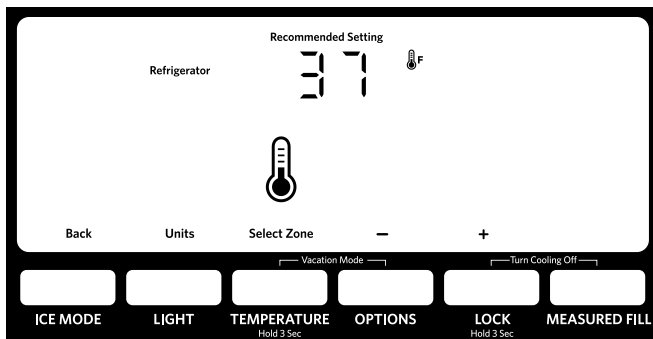 Recommended Setting
Refrigerator 37 F
Back Units Select Zone − +
Vacation Mode Turn Cooling Off
ICE MODE LIGHT TEMPERATURE OPTIONS LOCK MEASURED FILL
Hold 3 Sec Hold 3 Sec